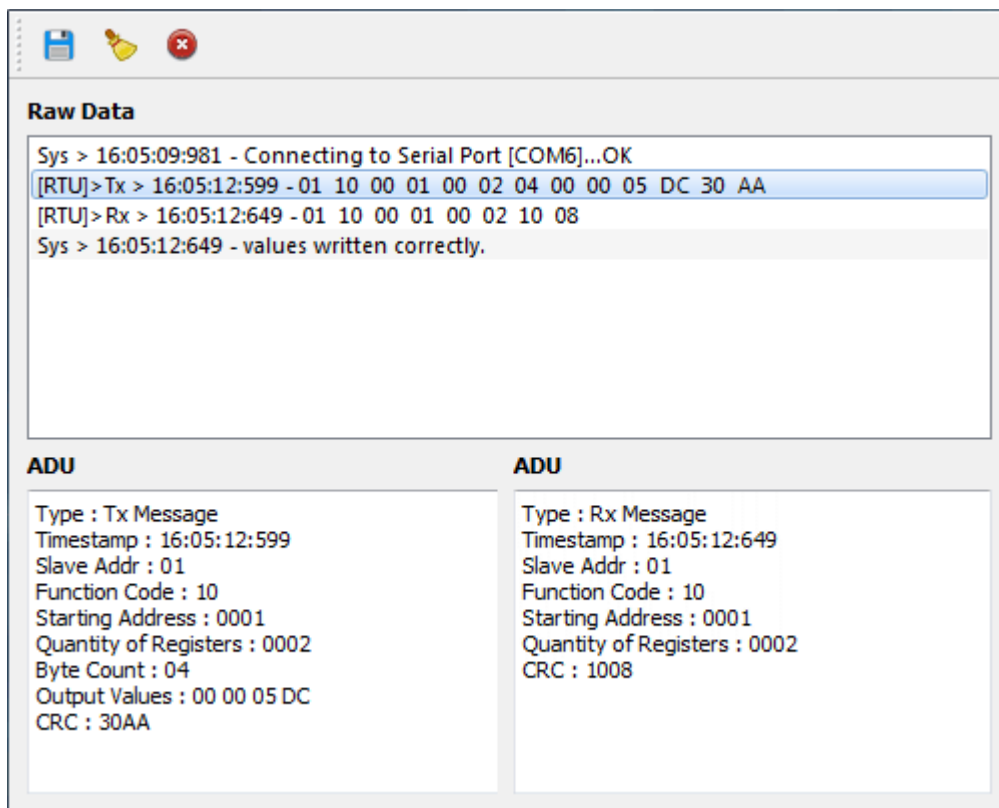 Raw Data
Sys > 16:05:09:981 - Connecting to Serial Port [COM6]...OK
[RTU]>Tx > 16:05:12:599 - 01 10 00 01 00 02 04 00 00 05 DC 30 AA
[RTU]>Rx > 16:05:12:649 - 01 10 00 01 00 02 10 08
Sys > 16:05:12:649 - values written correctly.
ADU
Type : Tx Message
Timestamp : 16:05:12:599
Slave Addr : 01
Function Code : 10
Starting Address : 0001
Quantity of Registers : 0002
Byte Count : 04
Output Values : 00 00 05 DC
CRC : 30AA
ADU
Type : Rx Message
Timestamp : 16:05:12:649
Slave Addr : 01
Function Code : 10
Starting Address : 0001
Quantity of Registers : 0002
CRC : 1008